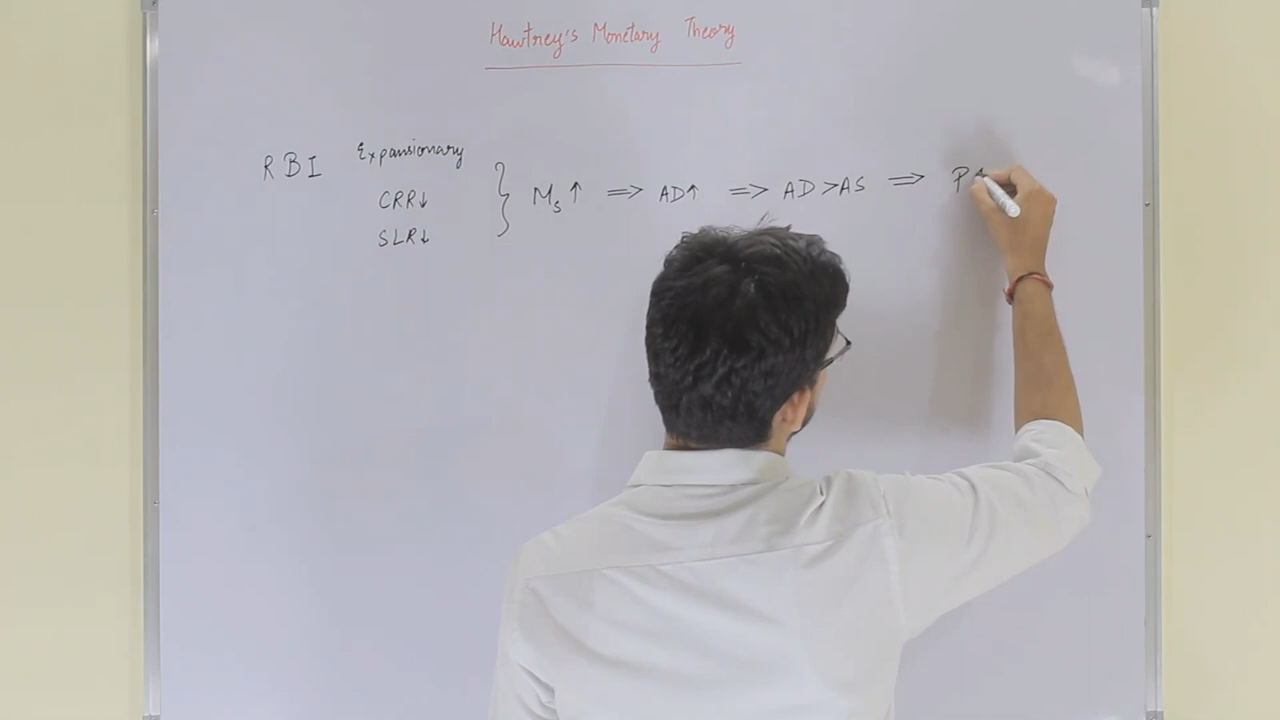 Hawtrey's Monetary Theory
RBI Expansionary
CRR↓
SLR↓
} Ms↑ => AD↑ => AD>AS => P↑